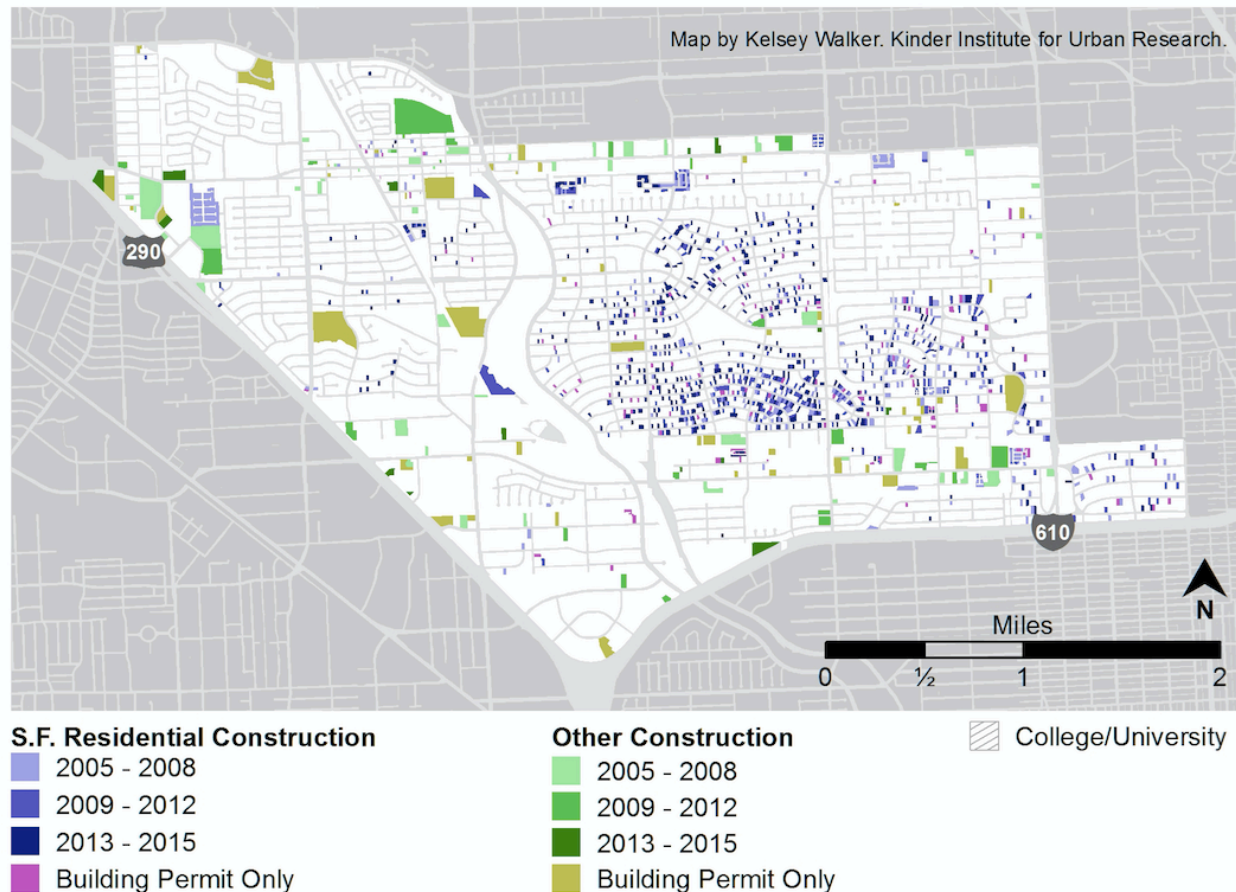 Map by Kelsey Walker. Kinder Institute for Urban Research.
290
610
N
Miles
0 ½ 1 2
S.F. Residential Construction
2005 - 2008
2009 - 2012
2013 - 2015
Building Permit Only
Other Construction
2005 - 2008
2009 - 2012
2013 - 2015
Building Permit Only
College/University